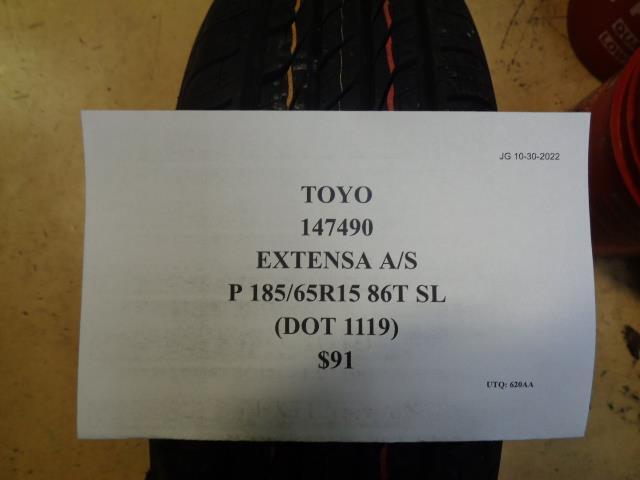 JG 10-30-2022
TOYO
147490
EXTENSA A/S
P 185/65R15 86T SL
(DOT 1119)
$91
UTQ: 620AA